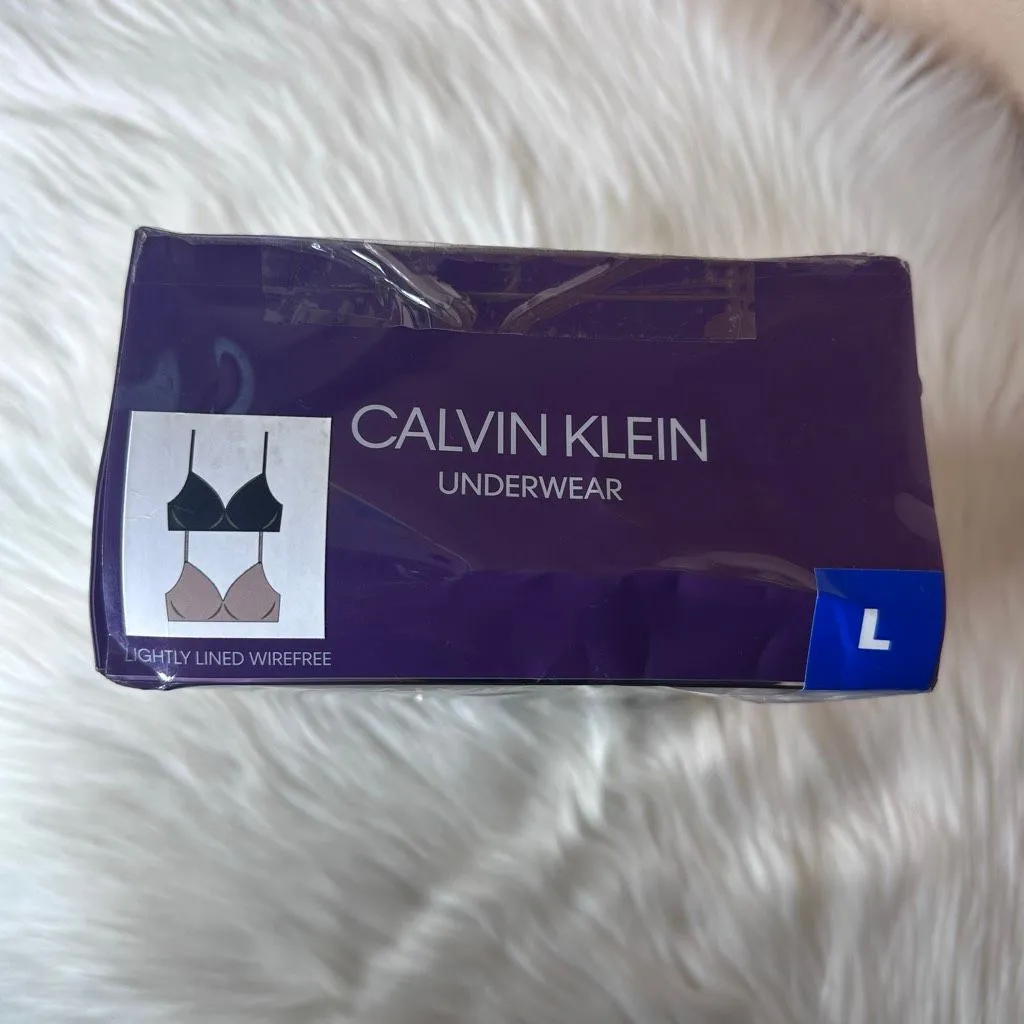 CALVIN KLEIN
UNDERWEAR
LIGHTLY LINED WIREFREE
L